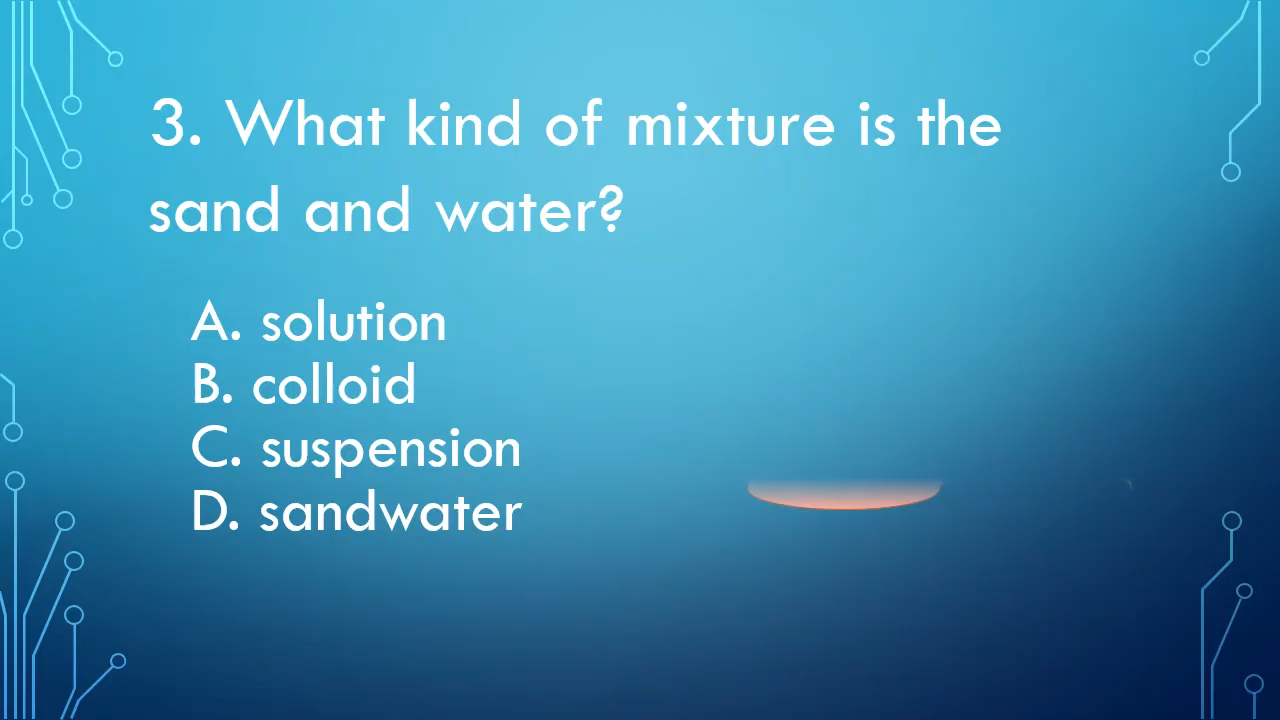 3. What kind of mixture is the
sand and water?
A. solution
B. colloid
C. suspension
D. sandwater